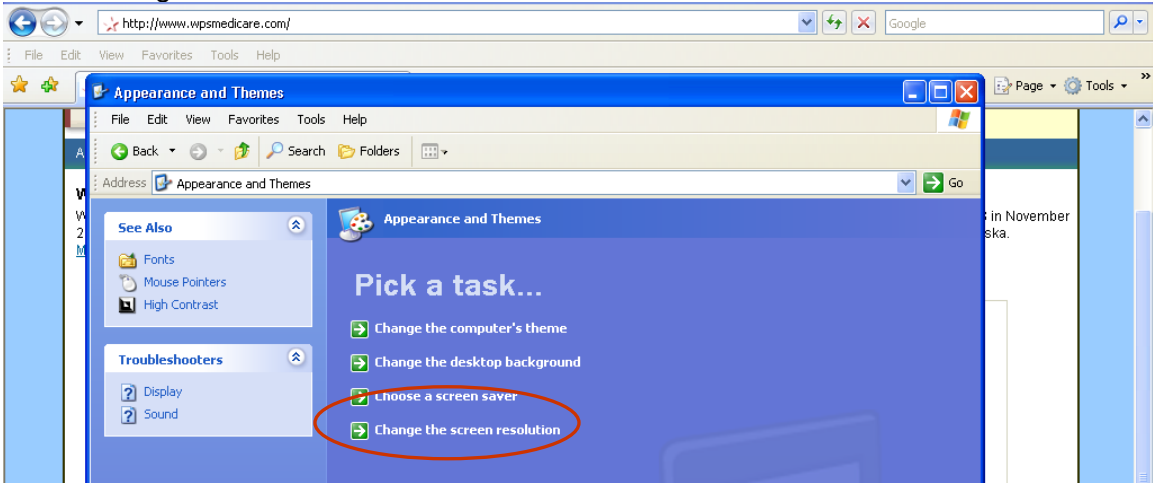 http://www.wpsmedicare.com/
Google
File Edit View Favorites Tools Help
Page Tools
Appearance and Themes
File Edit View Favorites Tools Help
Back Search Folders
Address Appearance and Themes Go
See Also
Fonts
Mouse Pointers
High Contrast
Troubleshooters
Display
Sound
Appearance and Themes
Pick a task...
Change the computer's theme
Change the desktop background
Choose a screen saver
Change the screen resolution
in November
ska.